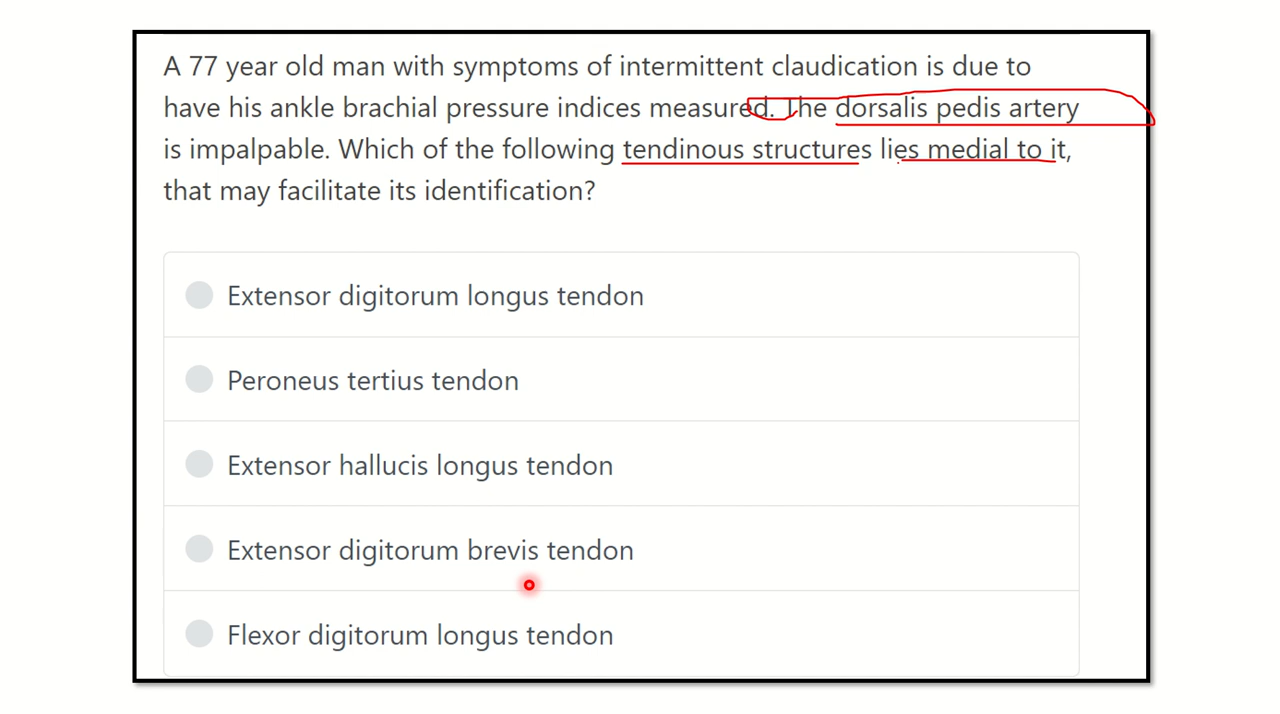 A 77 year old man with symptoms of intermittent claudication is due to
have his ankle brachial pressure indices measured. The dorsalis pedis artery
is impalpable. Which of the following tendinous structures lies medial to it,
that may facilitate its identification?
Extensor digitorum longus tendon
Peroneus tertius tendon
Extensor hallucis longus tendon
Extensor digitorum brevis tendon
Flexor digitorum longus tendon